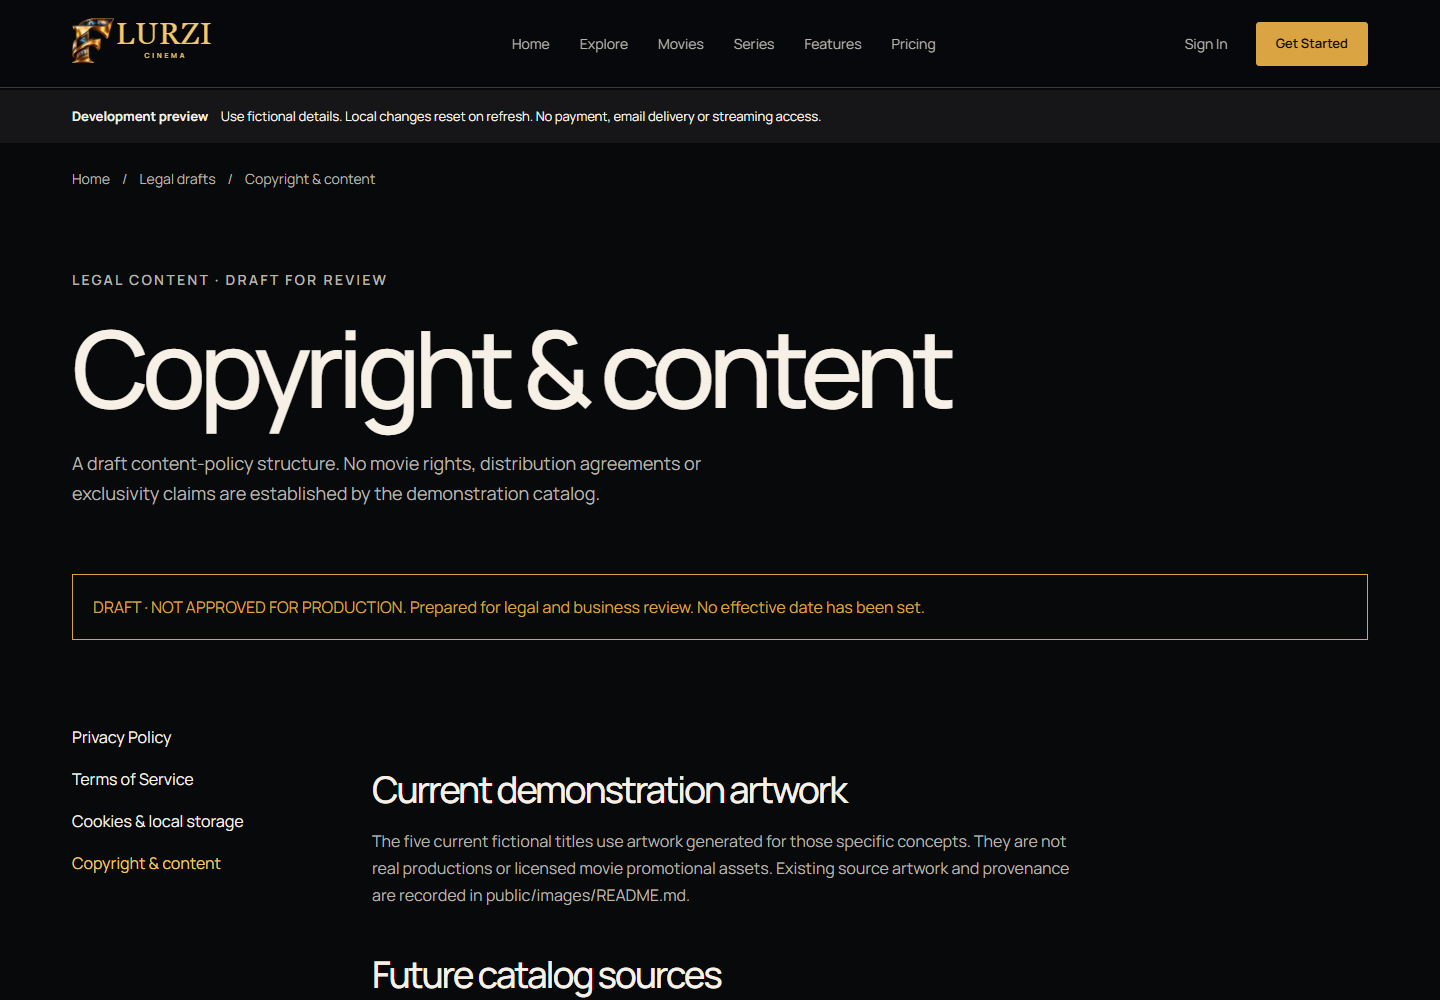 FLURZI
CINEMA
Home Explore Movies Series Features Pricing
Sign In Get Started
Development preview Use fictional details. Local changes reset on refresh. No payment, email delivery or streaming access.
Home / Legal drafts / Copyright & content
LEGAL CONTENT · DRAFT FOR REVIEW
Copyright & content
A draft content-policy structure. No movie rights, distribution agreements or
exclusivity claims are established by the demonstration catalog.
DRAFT · NOT APPROVED FOR PRODUCTION. Prepared for legal and business review. No effective date has been set.
Privacy Policy
Terms of Service
Cookies & local storage
Copyright & content
Current demonstration artwork
The five current fictional titles use artwork generated for those specific concepts. They are not
real productions or licensed movie promotional assets. Existing source artwork and provenance
are recorded in public/images/README.md.
Future catalog sources